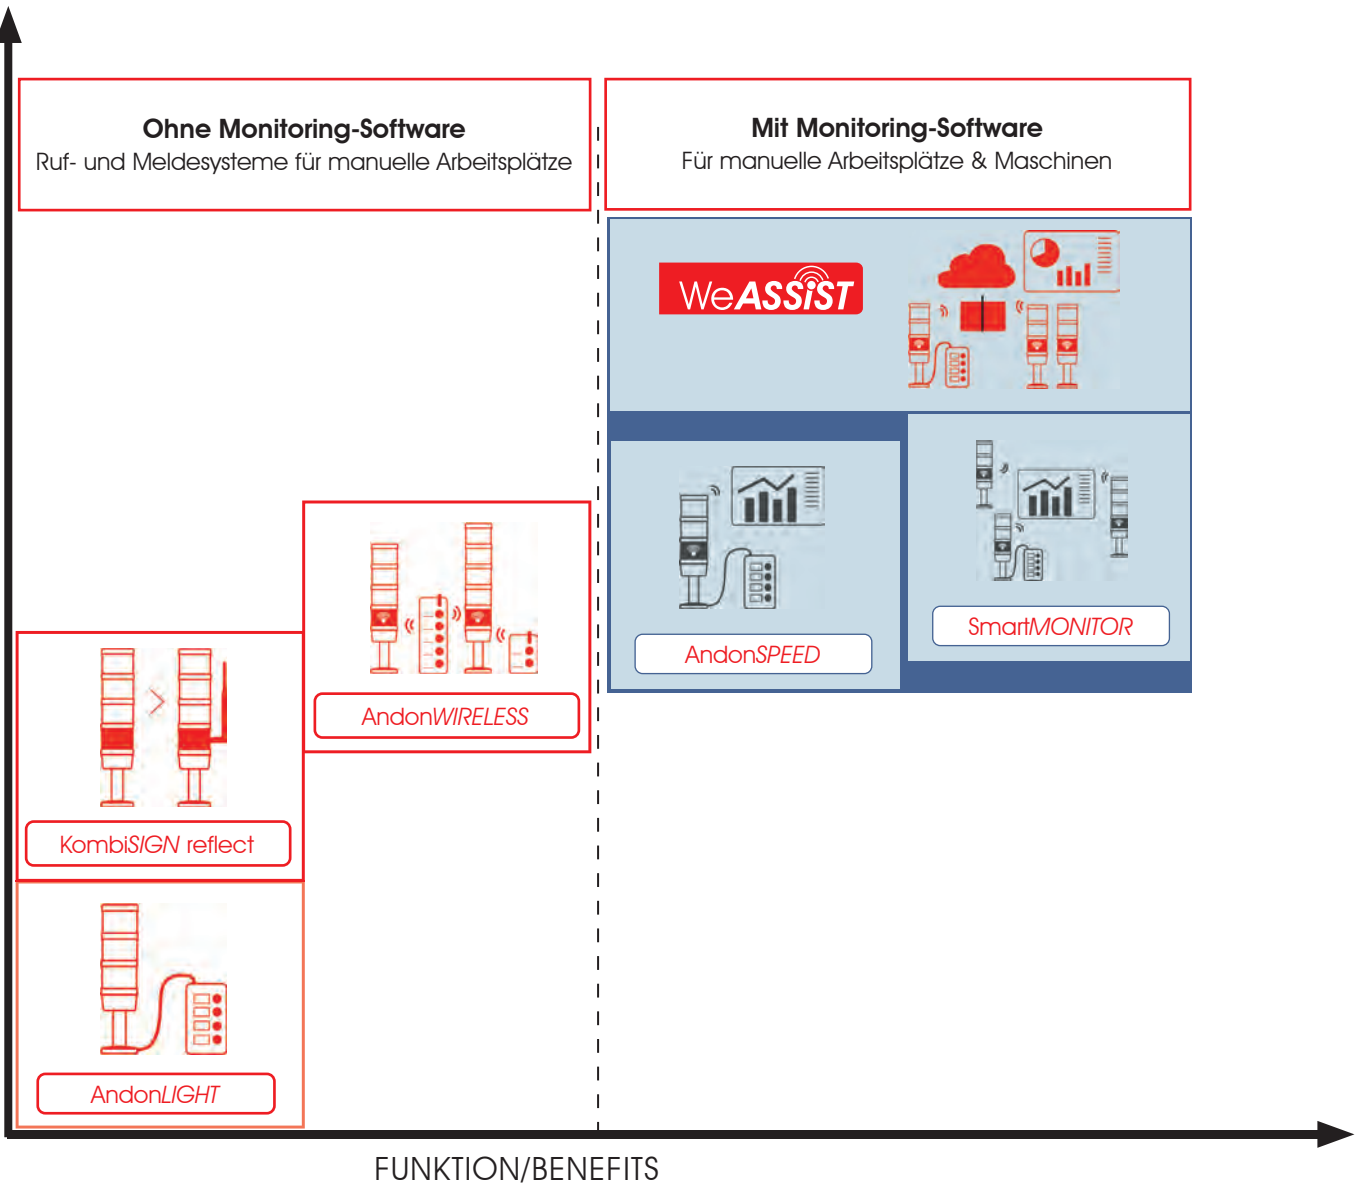 Ohne Monitoring-Software
Ruf- und Meldesysteme für manuelle Arbeitsplätze
Mit Monitoring-Software
Für manuelle Arbeitsplätze & Maschinen
WeASSiST
AndonSPEED
SmartMONITOR
AndonWIRELESS
KombiSIGN reflect
AndonLIGHT
FUNKTION/BENEFITS